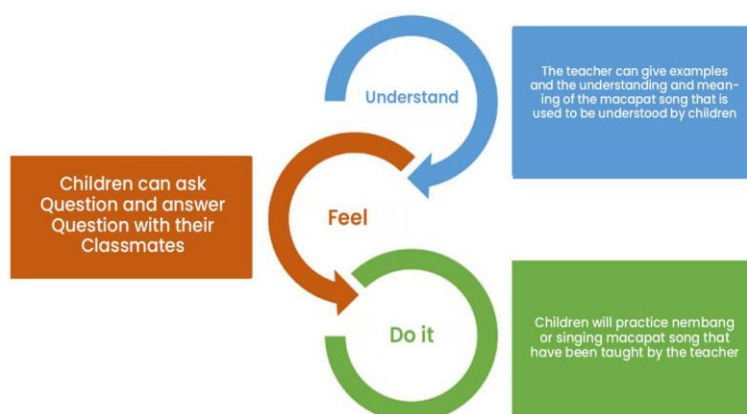 Understand
The teacher can give examples
and the understanding and mean-
ing of the macapat song that is
used to be understood by children
Children can ask
Question and answer
Question with their
Classmates
Feel
Do it
Children will practice nembang
or singing macapat song that
have been taught by the teacher